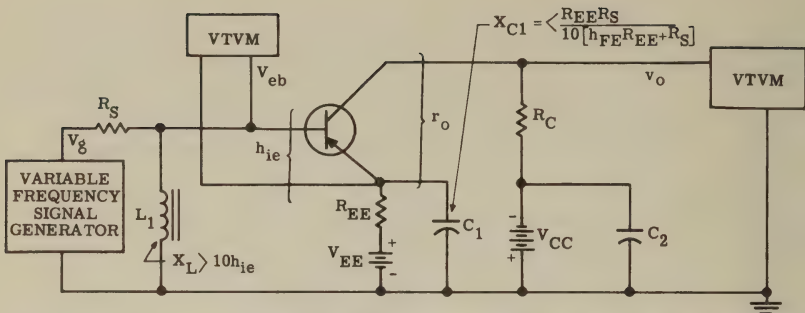 X_C1 = < R_EE R_S / 10 [h_FE R_EE + R_S]
VTVM
V_eb
VTVM
v_o
R_S
V_g
r_o
R_C
h_ie
VARIABLE
FREQUENCY
SIGNAL
GENERATOR
L_1
R_EE
C_1
V_EE
+
-
-
V_CC
+
C_2
X_L > 10h_ie